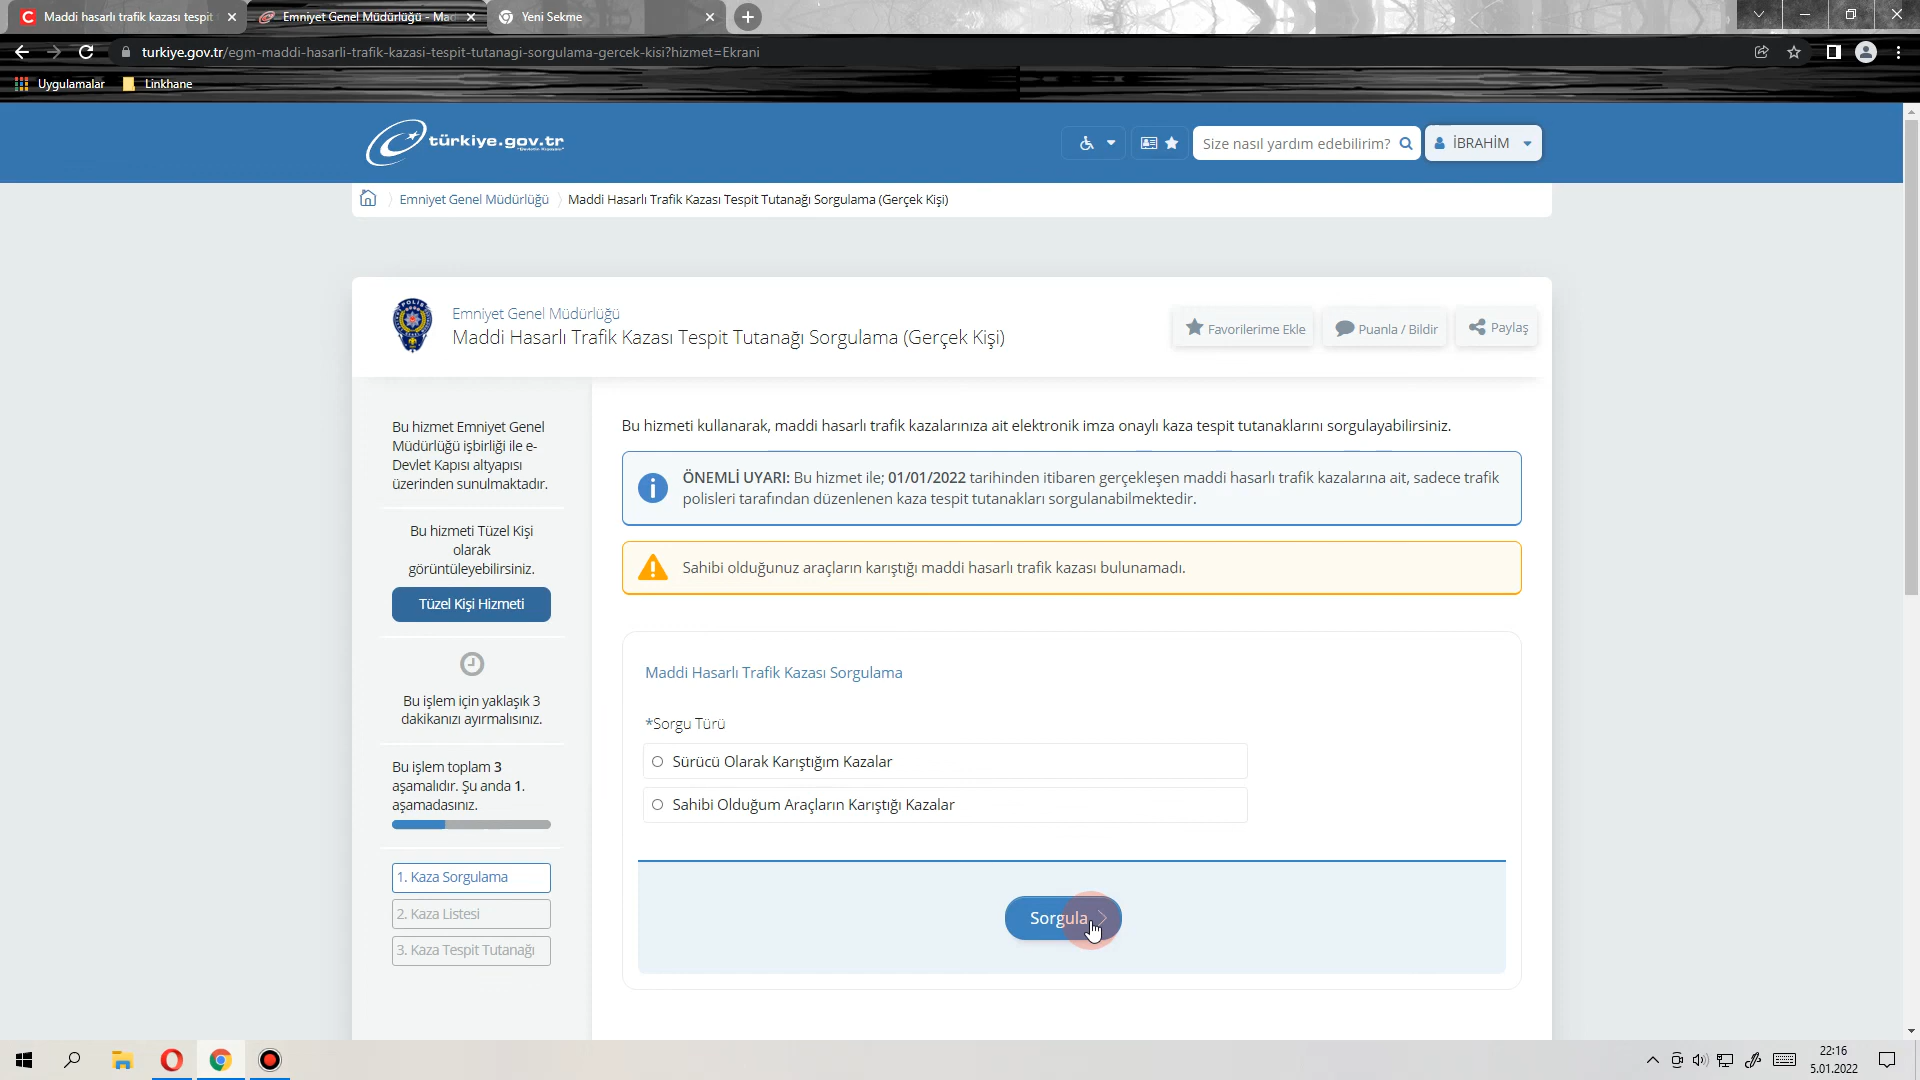 Maddi hasarlı trafik kazası tespit
Emniyet Genel Müdürlüğü - Mad
Yeni Sekme
turkiye.gov.tr/egm-maddi-hasarli-trafik-kazasi-tespit-tutanagi-sorgulama-gercek-kisi?hizmet=Ekrani
Uygulamalar
Linkhane
türkiye.gov.tr
Size nasıl yardım edebilirim?
İBRAHİM
Emniyet Genel Müdürlüğü
Maddi Hasarlı Trafik Kazası Tespit Tutanağı Sorgulama (Gerçek Kişi)
Emniyet Genel Müdürlüğü
Maddi Hasarlı Trafik Kazası Tespit Tutanağı Sorgulama (Gerçek Kişi)
Favorilerime Ekle
Puanla / Bildir
Paylaş
Bu hizmet Emniyet Genel
Müdürlüğü işbirliği ile e-
Devlet Kapısı altyapısı
üzerinden sunulmaktadır.
Bu hizmeti Tüzel Kişi
olarak
görüntüleyebilirsiniz.
Tüzel Kişi Hizmeti
Bu işlem için yaklaşık 3
dakikanızı ayırmalısınız.
Bu işlem toplam 3
aşamalıdır. Şu anda 1.
aşamadasınız.
1. Kaza Sorgulama
2. Kaza Listesi
3. Kaza Tespit Tutanağı
Bu hizmeti kullanarak, maddi hasarlı trafik kazalarınıza ait elektronik imza onaylı kaza tespit tutanaklarını sorgulayabilirsiniz.
ÖNEMLİ UYARI: Bu hizmet ile; 01/01/2022 tarihinden itibaren gerçekleşen maddi hasarlı trafik kazalarına ait, sadece trafik
polisleri tarafından düzenlenen kaza tespit tutanakları sorgulanabilmektedir.
Sahibi olduğunuz araçların karıştığı maddi hasarlı trafik kazası bulunamadı.
Maddi Hasarlı Trafik Kazası Sorgulama
*Sorgu Türü
Sürücü Olarak Karıştığım Kazalar
Sahibi Olduğum Araçların Karıştığı Kazalar
Sorgula
22:16
5.01.2022